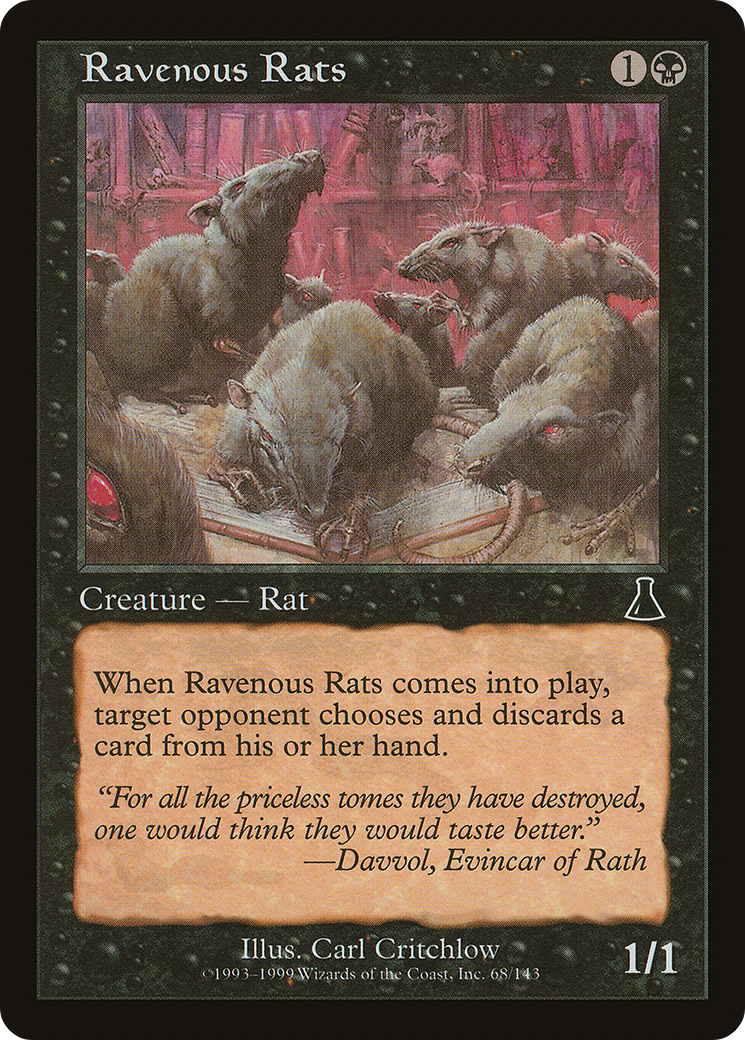 Ravenous Rats
1
Creature — Rat
When Ravenous Rats comes into play,
target opponent chooses and discards a
card from his or her hand.
“For all the priceless tomes they have destroyed,
one would think they would taste better.”
—Davvol, Evincar of Rath
Illus. Carl Critchlow
©1993–1999 Wizards of the Coast, Inc. 68/143
1/1